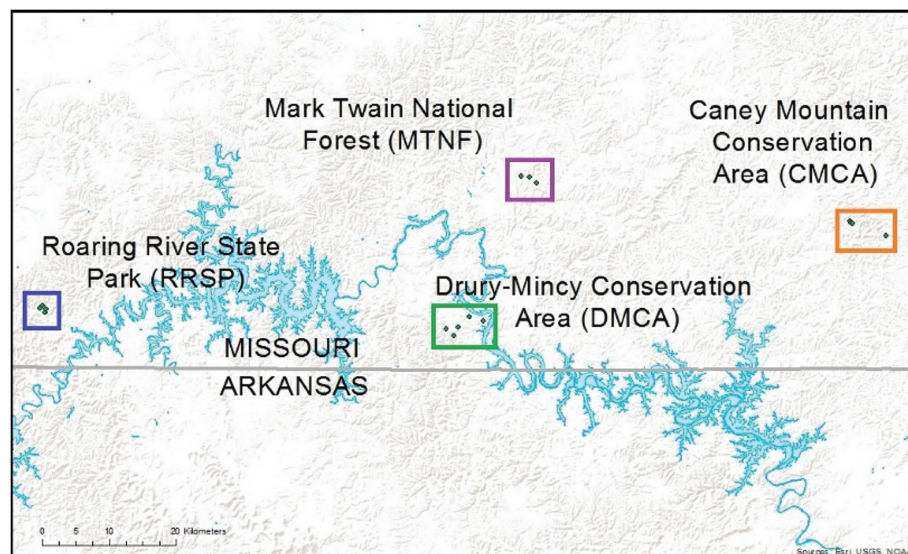 Mark Twain National
Forest (MTNF)
Caney Mountain
Conservation
Area (CMCA)
Roaring River State
Park (RRSP)
Drury-Mincy Conservation
Area (DMCA)
MISSOURI
ARKANSAS
0 5 10 20 Kilometers
Sources: Esri, USGS, NOAA